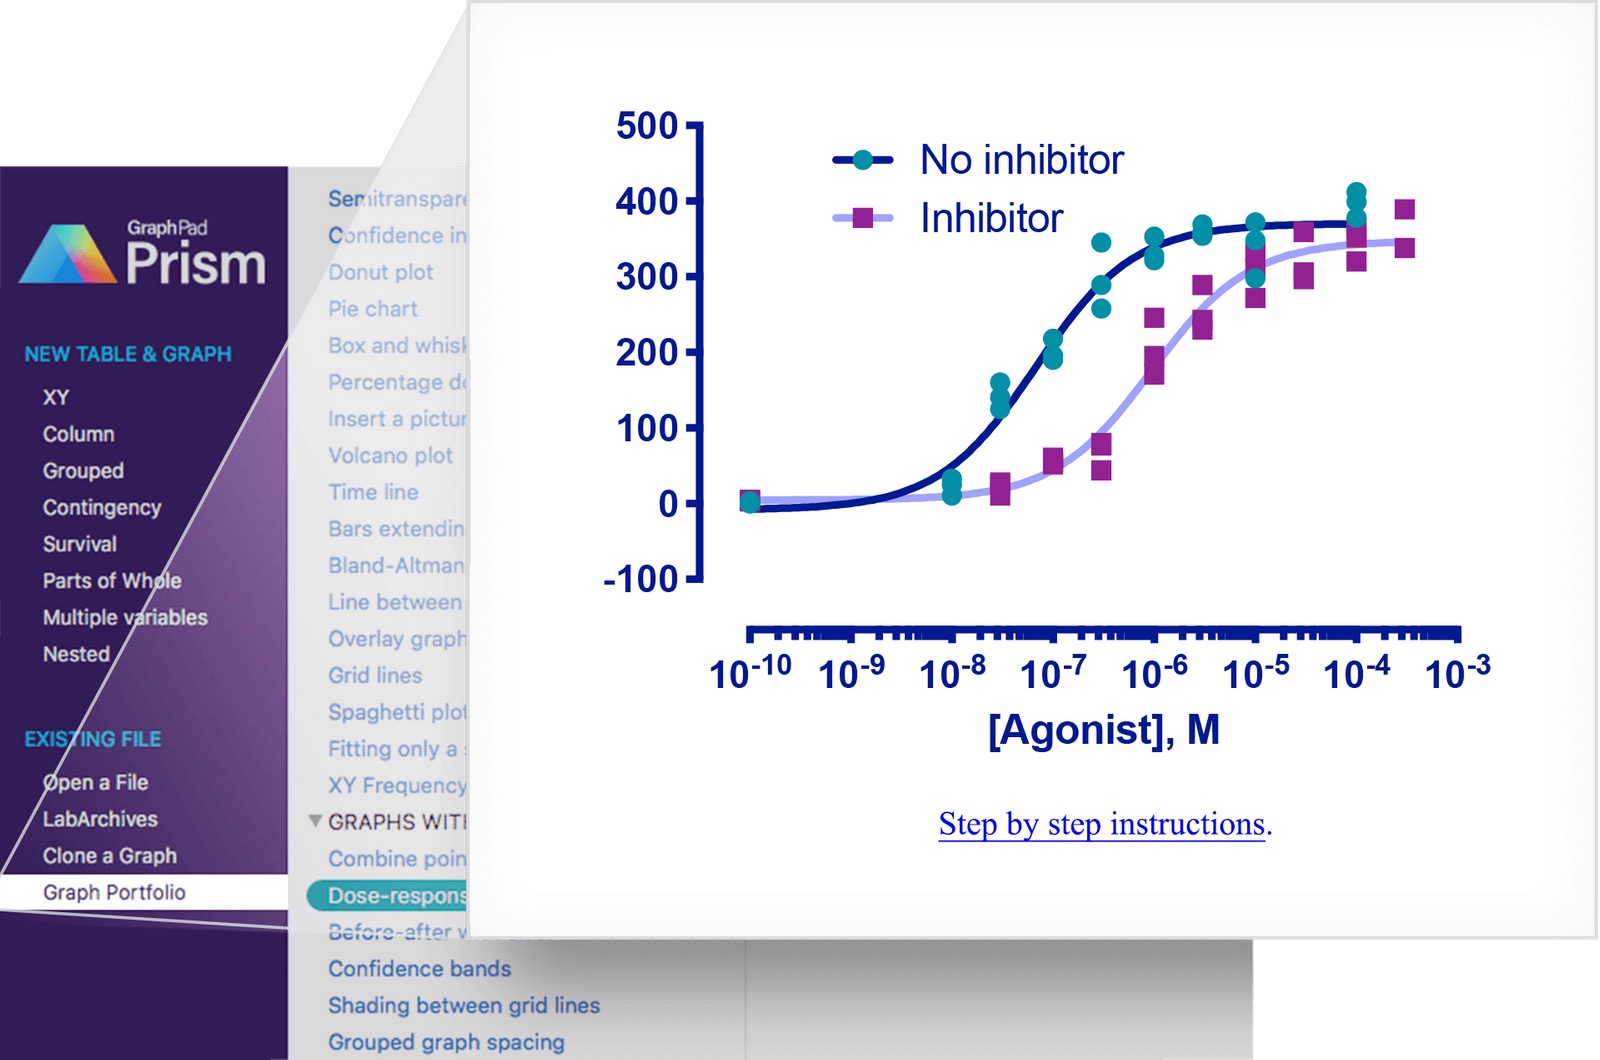 GraphPad
Prism
NEW TABLE & GRAPH
XY
Column
Grouped
Contingency
Survival
Parts of Whole
Multiple variables
Nested
EXISTING FILE
Open a File
LabArchives
Clone a Graph
Graph Portfolio
Semitranspare
Confidence in
Donut plot
Pie chart
Box and whisk
Percentage do
Insert a pictur
Volcano plot
Time line
Bars extendin
Bland-Altman
Line between
Overlay graph
Grid lines
Spaghetti plot
Fitting only a s
XY Frequency
GRAPHS WITH
Combine poin
Dose-respons
Before-after
Confidence bands
Shading between grid lines
Grouped graph spacing
500
400
300
200
100
0
-100
No inhibitor
Inhibitor
10-10 10-9 10-8 10-7 10-6 10-5 10-4 10-3
[Agonist], M
Step by step instructions.